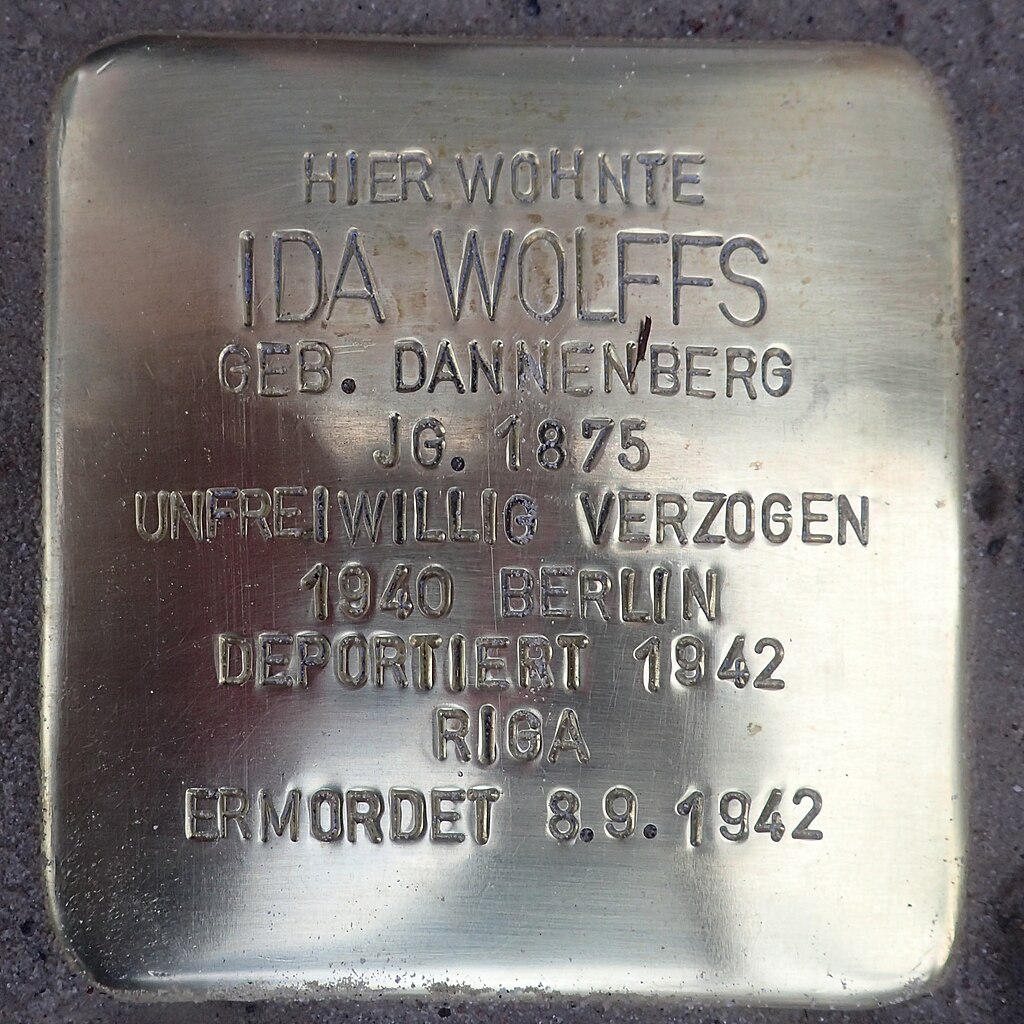 HIER WOHNTE
IDA WOLFFS
GEB. DANNENBERG
JG. 1875
UNFREIWILLIG VERZOGEN
1940 BERLIN
DEPORTIERT 1942
RIGA
ERMORDET 8.9.1942